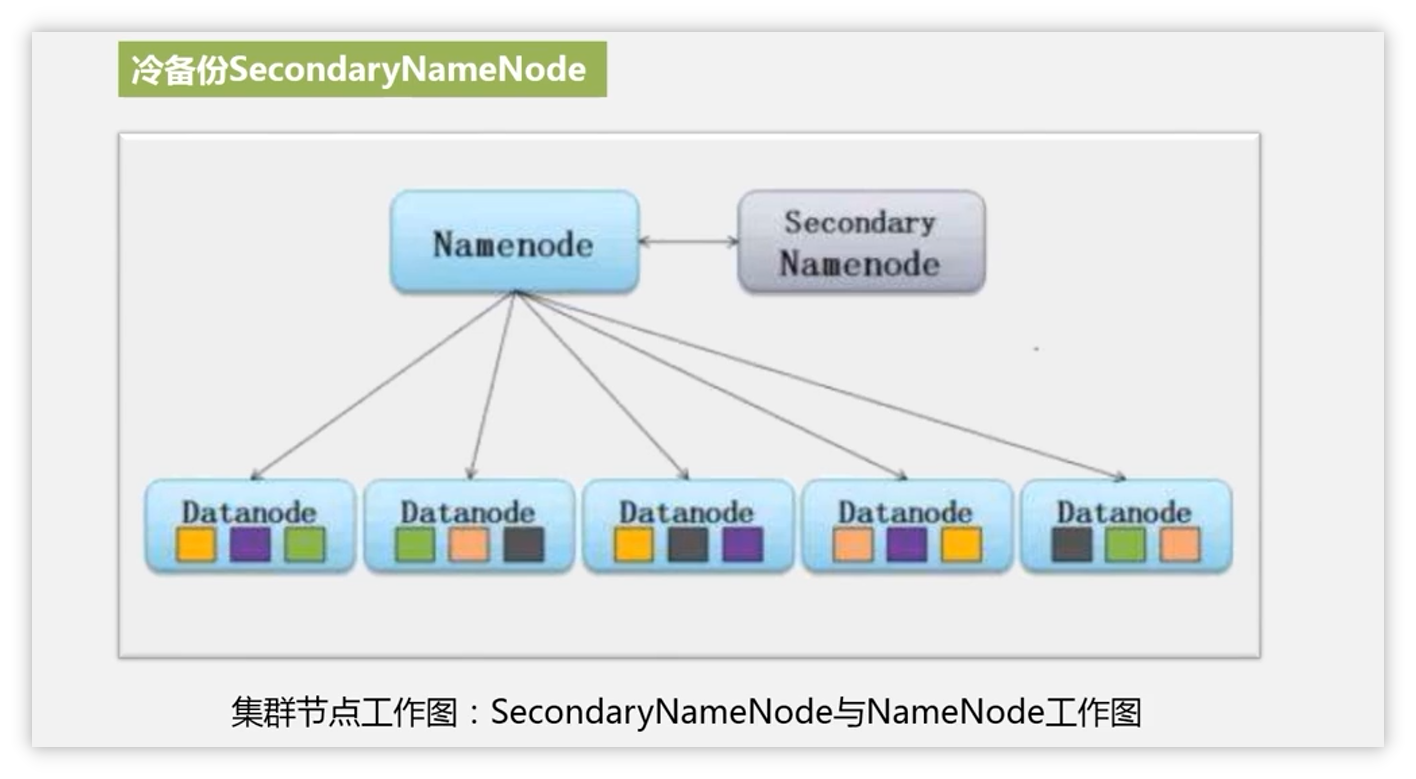 冷备份SecondaryNameNode
Namenode
Secondary
Namenode
Datanode
Datanode
Datanode
Datanode
Datanode
集群节点工作图：SecondaryNameNode与NameNode工作图